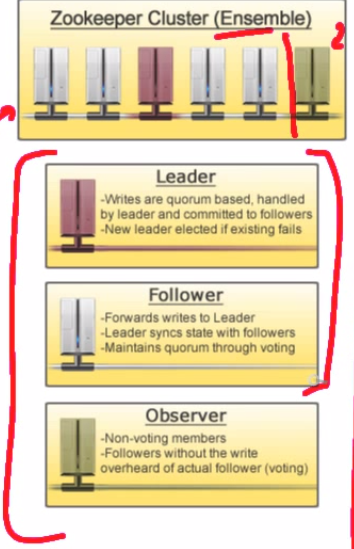 Zookeeper Cluster (Ensemble)
2
Leader
-Writes are quorum based, handled
by leader and committed to followers
-New leader elected if existing fails
Follower
-Forwards writes to Leader
-Leader syncs state with followers
-Maintains quorum through voting
Observer
-Non-voting members
-Followers without the write
overheard of actual follower (voting)